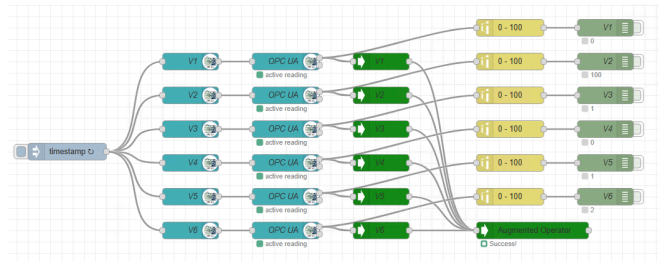 0 - 100 V1
0
V1 OPC UA V1 0 - 100 V2
active reading 100
V2 OPC UA V2 0 - 100 V3
active reading 1
timestamp ↻ V3 OPC UA V3 0 - 100 V4
active reading 0
V4 OPC UA V4 0 - 100 V5
active reading 1
V5 OPC UA V5 0 - 100 V6
active reading 2
V6 OPC UA V6 Augmented Operator
active reading Success!